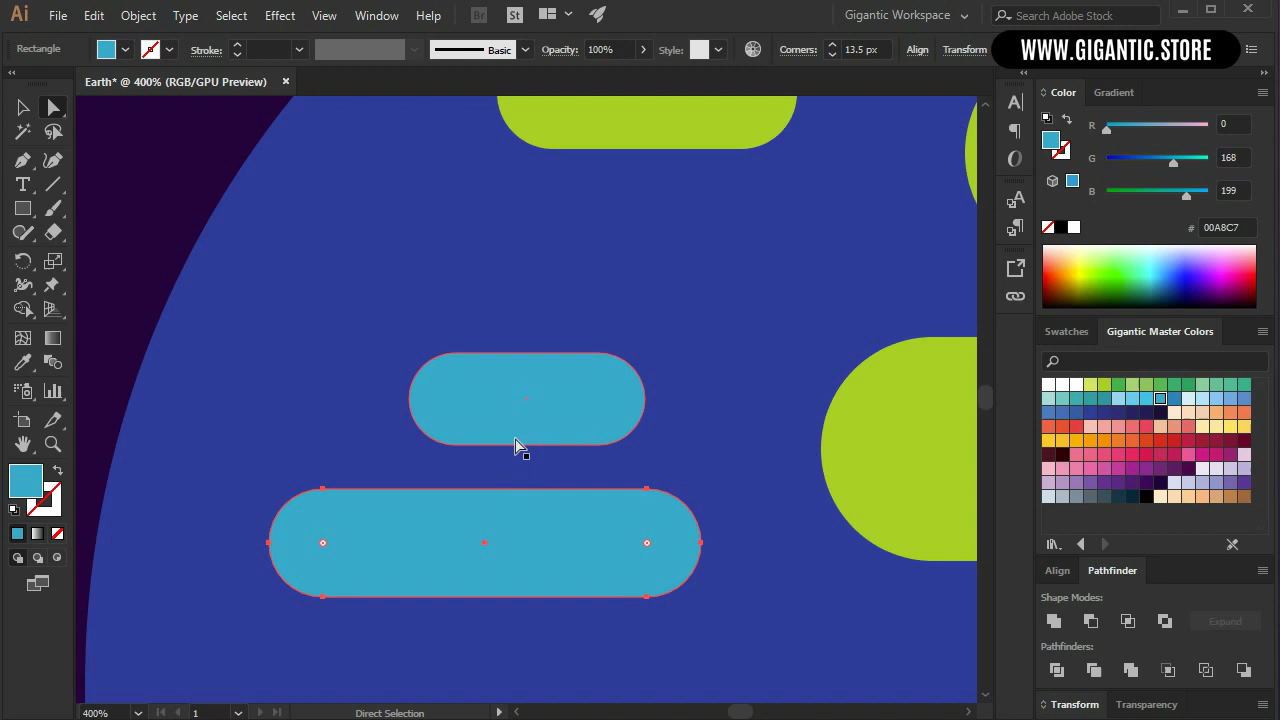 Ai File Edit Object Type Select Effect View Window Help Br St Gigantic Workspace Search Adobe Stock
Rectangle Stroke: Basic Opacity: 100% Style: Corners: 13.5 px Align Transform WWW.GIGANTIC.STORE
Earth* @ 400% (RGB/GPU Preview)
Color Gradient
R 0
G 168
B 199
# 00A8C7
Swatches Gigantic Master Colors
Align Pathfinder
Shape Modes:
Expand
Pathfinders:
Transform Transparency
400% 1 Direct Selection